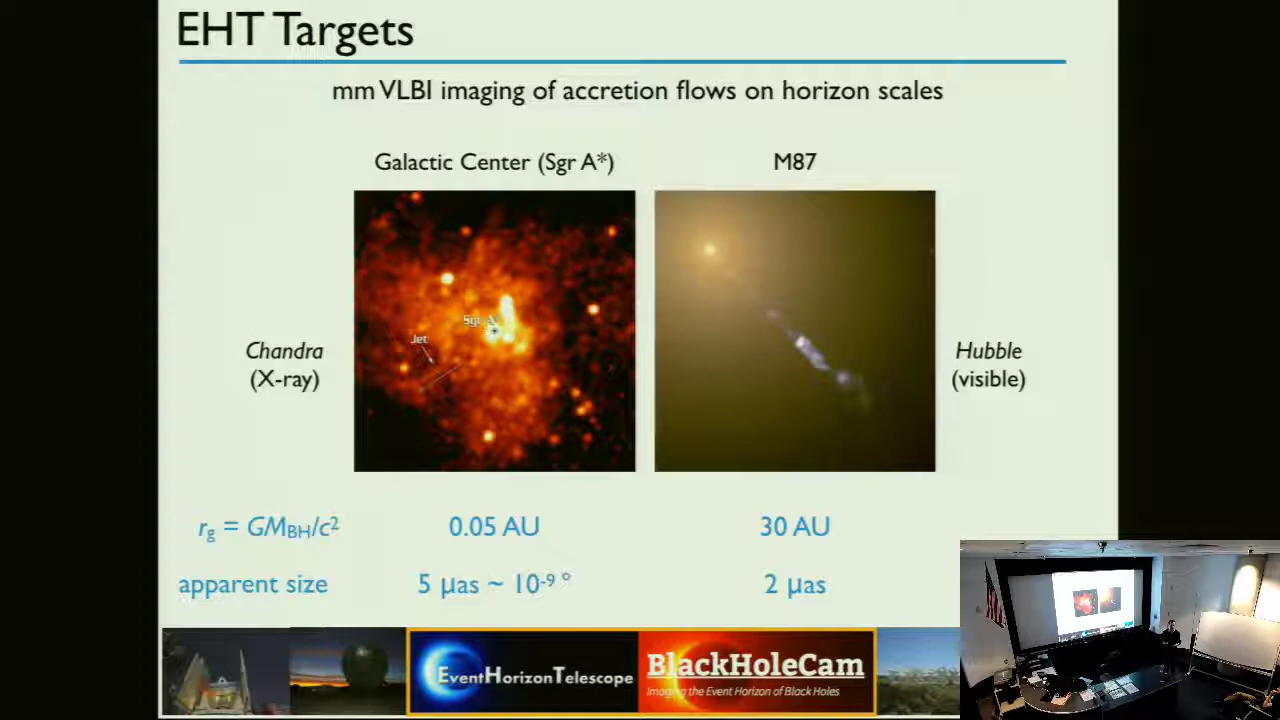 EHT Targets
mm VLBI imaging of accretion flows on horizon scales
Galactic Center (Sgr A*)
M87
Sgr A
*
Jet
Chandra
(X-ray)
Hubble
(visible)
rg = GMBH/c²
0.05 AU
30 AU
apparent size
5 μas ~ 10⁻⁹ °
2 μas
EventHorizonTelescope
BlackHoleCam
Imaging the Event Horizon of Black Holes